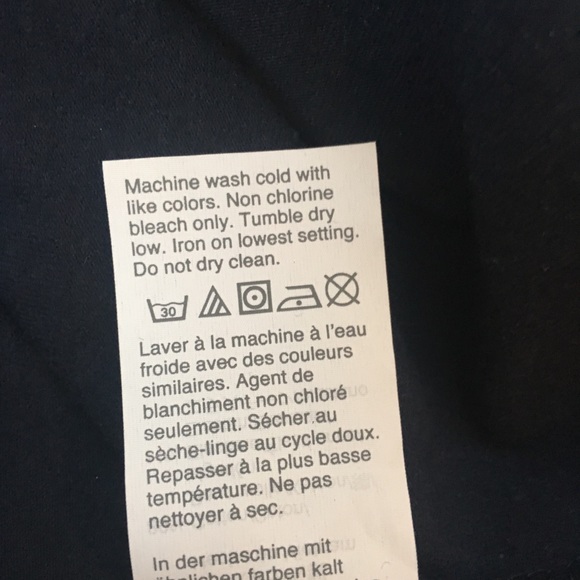 Machine wash cold with
like colors. Non chlorine
bleach only. Tumble dry
low. Iron on lowest setting.
Do not dry clean.
30
Laver à la machine à l'eau
froide avec des couleurs
similaires. Agent de
blanchiment non chloré
seulement. Sécher au
sèche-linge au cycle doux.
Repasser à la plus basse
température. Ne pas
nettoyer à sec.
In der maschine mit
ähnlichen farben kalt